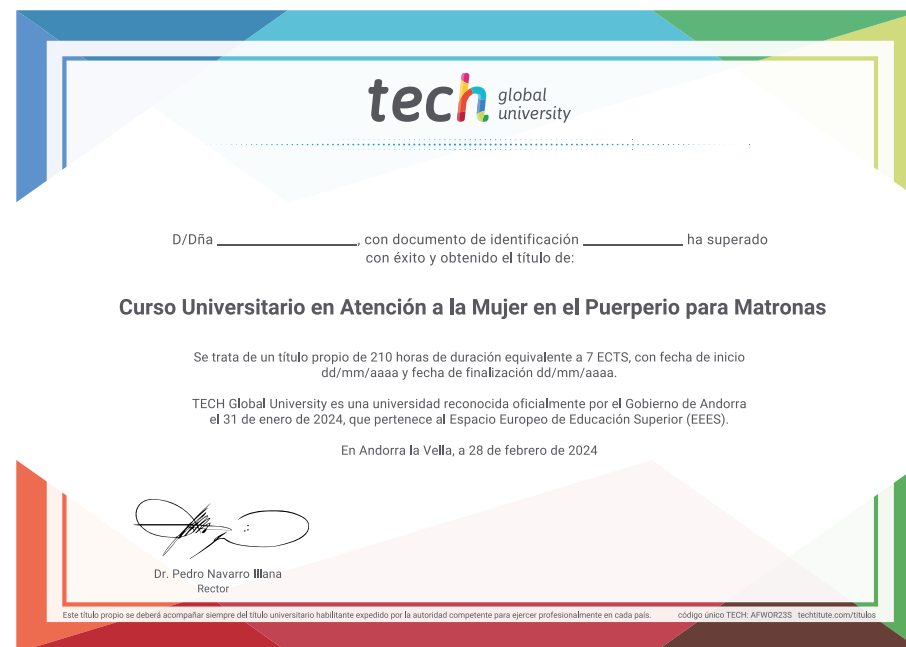 tech global university
D/Dña ______________, con documento de identificación __________ ha superado
con éxito y obtenido el título de:
Curso Universitario en Atención a la Mujer en el Puerperio para Matronas
Se trata de un título propio de 210 horas de duración equivalente a 7 ECTS, con fecha de inicio
dd/mm/aaaa y fecha de finalización dd/mm/aaaa.
TECH Global University es una universidad reconocida oficialmente por el Gobierno de Andorra
el 31 de enero de 2024, que pertenece al Espacio Europeo de Educación Superior (EEES).
En Andorra la Vella, a 28 de febrero de 2024
Dr. Pedro Navarro Illana
Rector
Este título propio se deberá acompañar siempre del título universitario habilitante expedido por la autoridad competente para ejercer profesionalmente en cada país. código único TECH: AFWOR23S techtitute.com/titulos